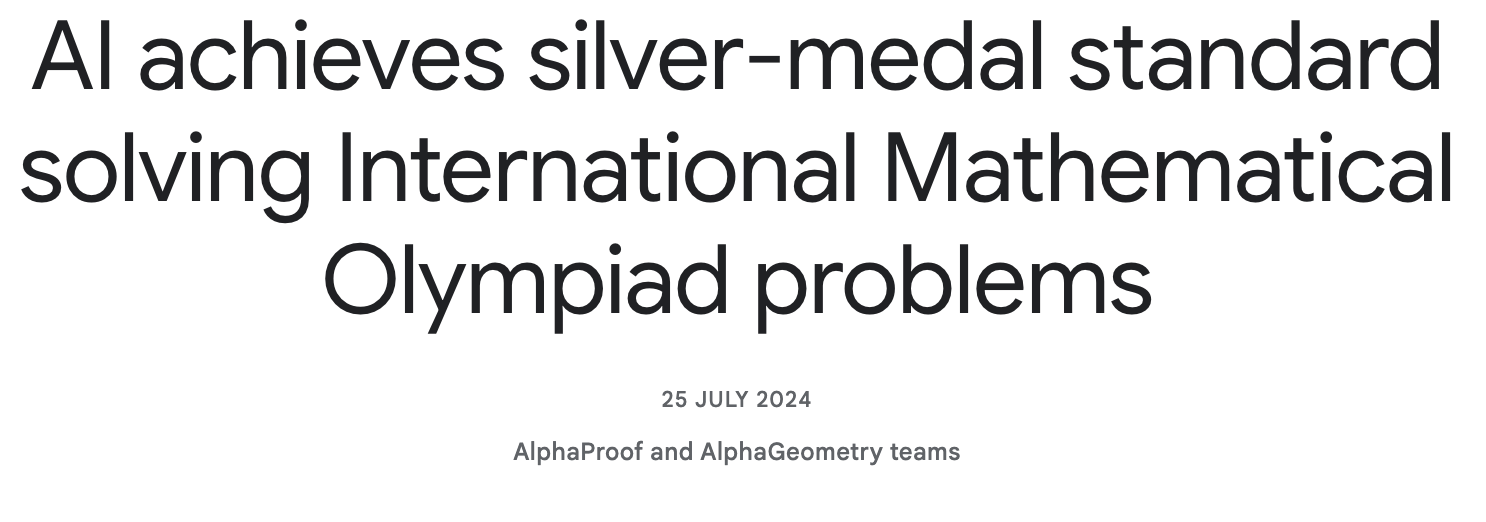 AI achieves silver-medal standard
solving International Mathematical
Olympiad problems
25 JULY 2024
AlphaProof and AlphaGeometry teams